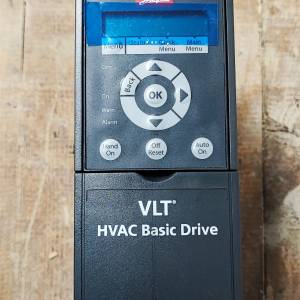 Menu
Menu
Main
Menu
Com.
Back
OK
On
Warn.
Alarm
Hand
On
Off
Reset
Auto
On
VLT®
HVAC Basic Drive